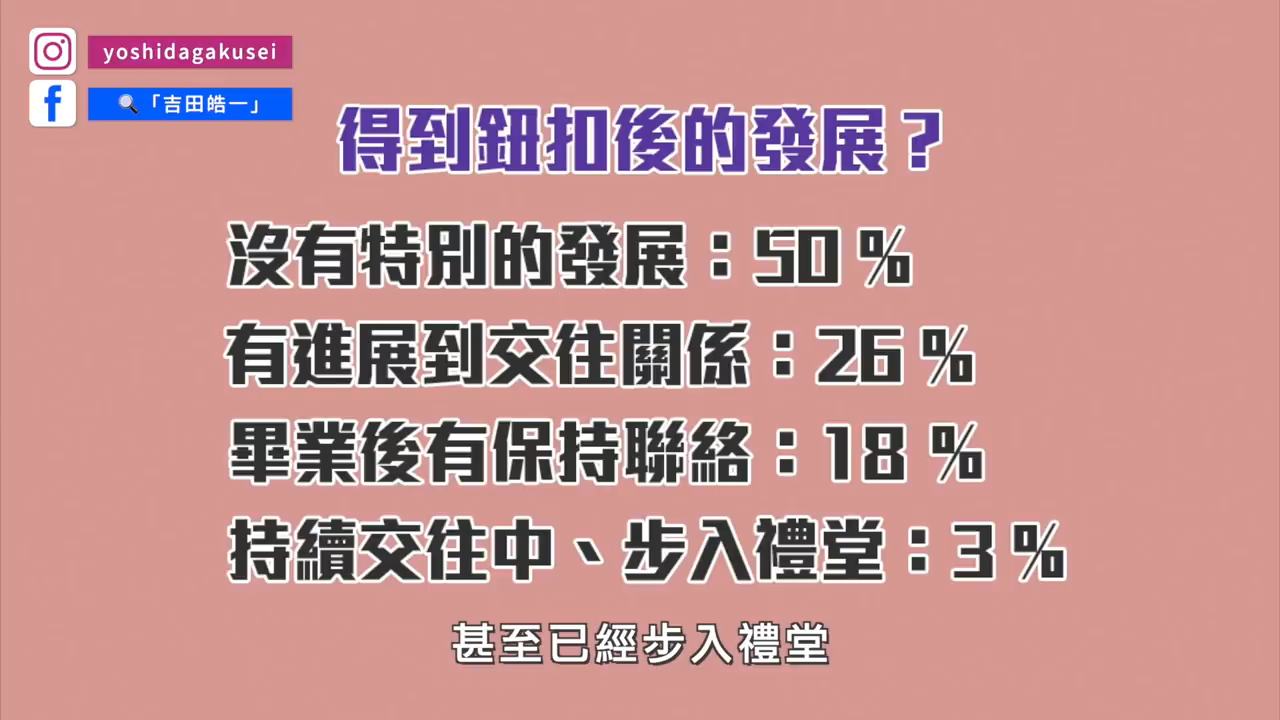 yoshidagakusei
「吉田皓一」
得到鈕扣後的發展？
沒有特別的發展：50％
有進展到交往關係：26％
畢業後有保持聯絡：18％
持續交往中、步入禮堂：3％
甚至已經步入禮堂